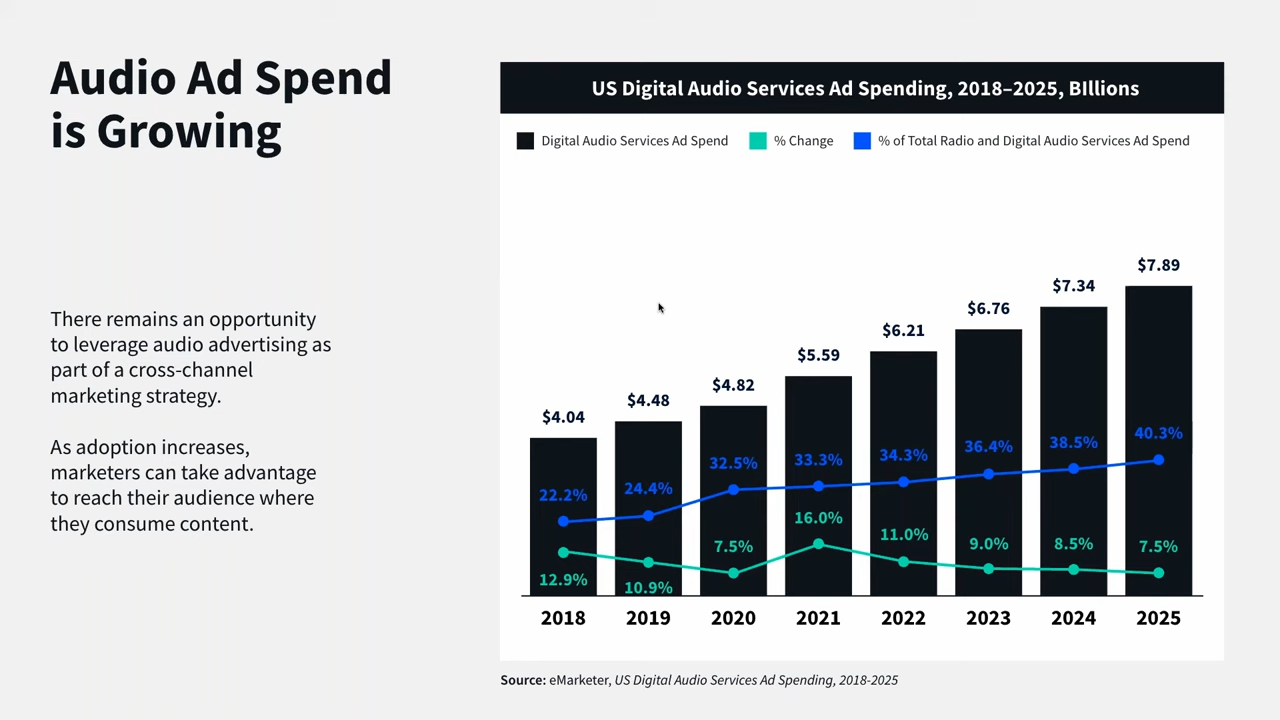 Audio Ad Spend
is Growing
There remains an opportunity
to leverage audio advertising as
part of a cross-channel
marketing strategy.
As adoption increases,
marketers can take advantage
to reach their audience where
they consume content.
US Digital Audio Services Ad Spending, 2018–2025, BIllions
Digital Audio Services Ad Spend % Change % of Total Radio and Digital Audio Services Ad Spend
$4.04 $4.48 $4.82 $5.59 $6.21 $6.76 $7.34 $7.89
22.2% 24.4% 32.5% 33.3% 34.3% 36.4% 38.5% 40.3%
12.9% 10.9% 7.5% 16.0% 11.0% 9.0% 8.5% 7.5%
2018 2019 2020 2021 2022 2023 2024 2025
Source: eMarketer, US Digital Audio Services Ad Spending, 2018-2025